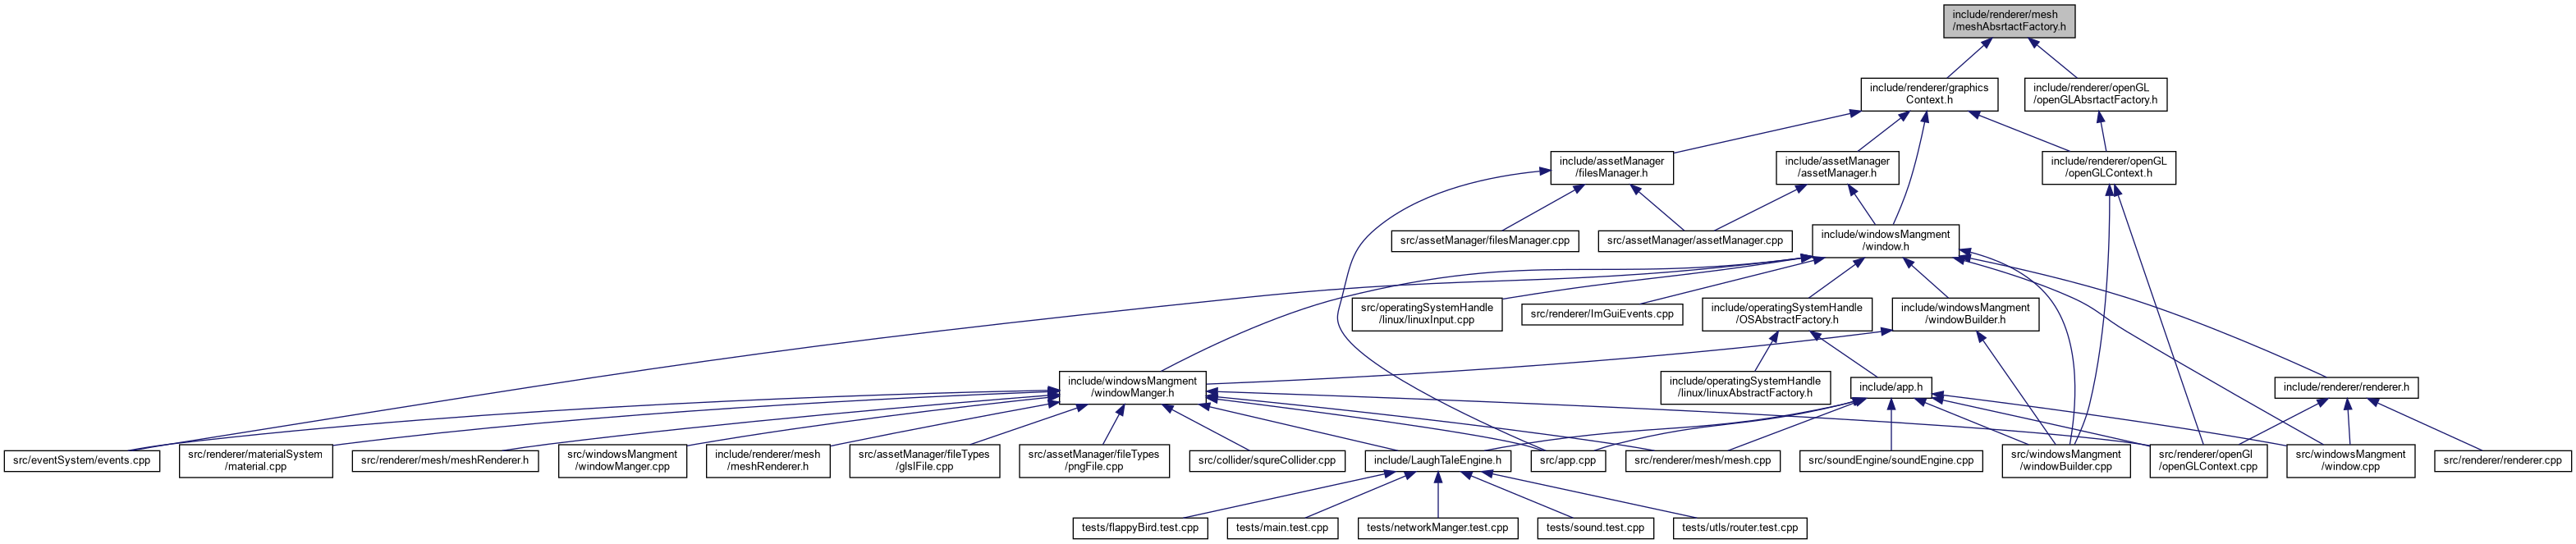 include/renderer/mesh
/meshAbsrtactFactory.h
include/renderer/graphics
Context.h
include/renderer/openGL
/openGLAbsrtactFactory.h
include/assetManager
/filesManager.h
include/assetManager
/assetManager.h
include/renderer/openGL
/openGLContext.h
src/assetManager/filesManager.cpp
src/assetManager/assetManager.cpp
include/windowsMangment
/window.h
src/operatingSystemHandle
/linux/linuxInput.cpp
src/renderer/ImGuiEvents.cpp
include/operatingSystemHandle
/OSAbstractFactory.h
include/windowsMangment
/windowBuilder.h
include/windowsMangment
/windowManger.h
include/operatingSystemHandle
/linux/linuxAbstractFactory.h
include/app.h
include/renderer/renderer.h
src/eventSystem/events.cpp
src/renderer/materialSystem
/material.cpp
src/renderer/mesh/meshRenderer.h
src/windowsMangment
/windowManger.cpp
include/renderer/mesh
/meshRenderer.h
src/assetManager/fileTypes
/glslFile.cpp
src/assetManager/fileTypes
/pngFile.cpp
src/collider/squreCollider.cpp
include/LaughTaleEngine.h
src/app.cpp
src/renderer/mesh/mesh.cpp
src/soundEngine/soundEngine.cpp
src/windowsMangment
/windowBuilder.cpp
src/renderer/openGl
/openGLContext.cpp
src/windowsMangment
/window.cpp
src/renderer/renderer.cpp
tests/flappyBird.test.cpp
tests/main.test.cpp
tests/networkManger.test.cpp
tests/sound.test.cpp
tests/utls/router.test.cpp